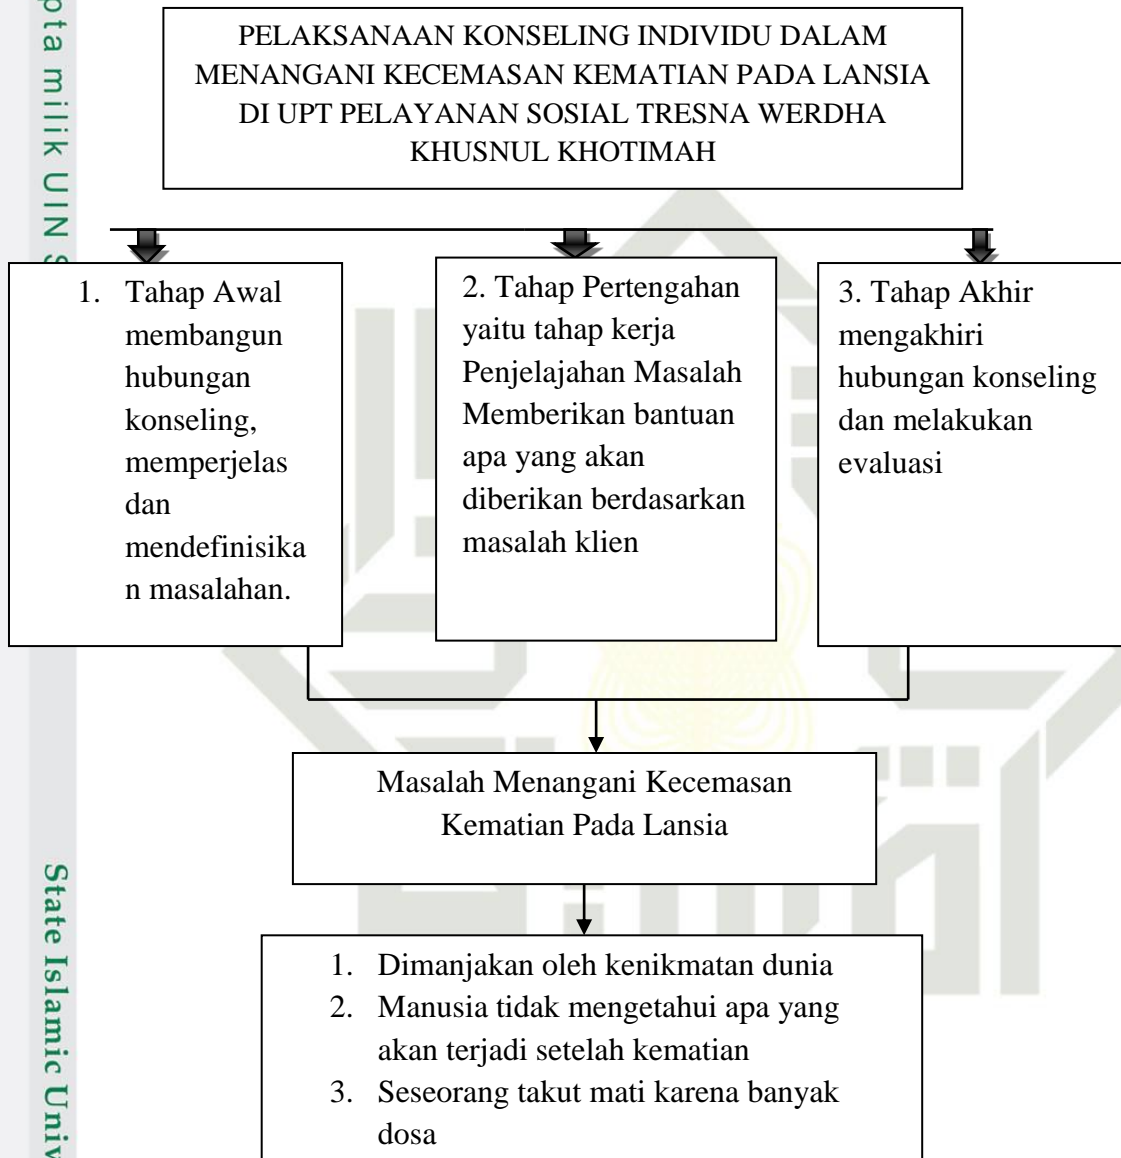 PELAKSANAAN KONSELING INDIVIDU DALAM
MENANGANI KECEMASAN KEMATIAN PADA LANSIA
DI UPT PELAYANAN SOSIAL TRESNA WERDHA
KHUSNUL KHOTIMAH
1. Tahap Awal
membangun
hubungan
konseling,
memperjelas
dan
mendefinisika
n masalahan.
2. Tahap Pertengahan
yaitu tahap kerja
Penjelajahan Masalah
Memberikan bantuan
apa yang akan
diberikan berdasarkan
masalah klien
3. Tahap Akhir
mengakhiri
hubungan konseling
dan melakukan
evaluasi
Masalah Menangani Kecemasan
Kematian Pada Lansia
1. Dimanjakan oleh kenikmatan dunia
2. Manusia tidak mengetahui apa yang
akan terjadi setelah kematian
3. Seseorang takut mati karena banyak
dosa
milik UIN
State Islamic